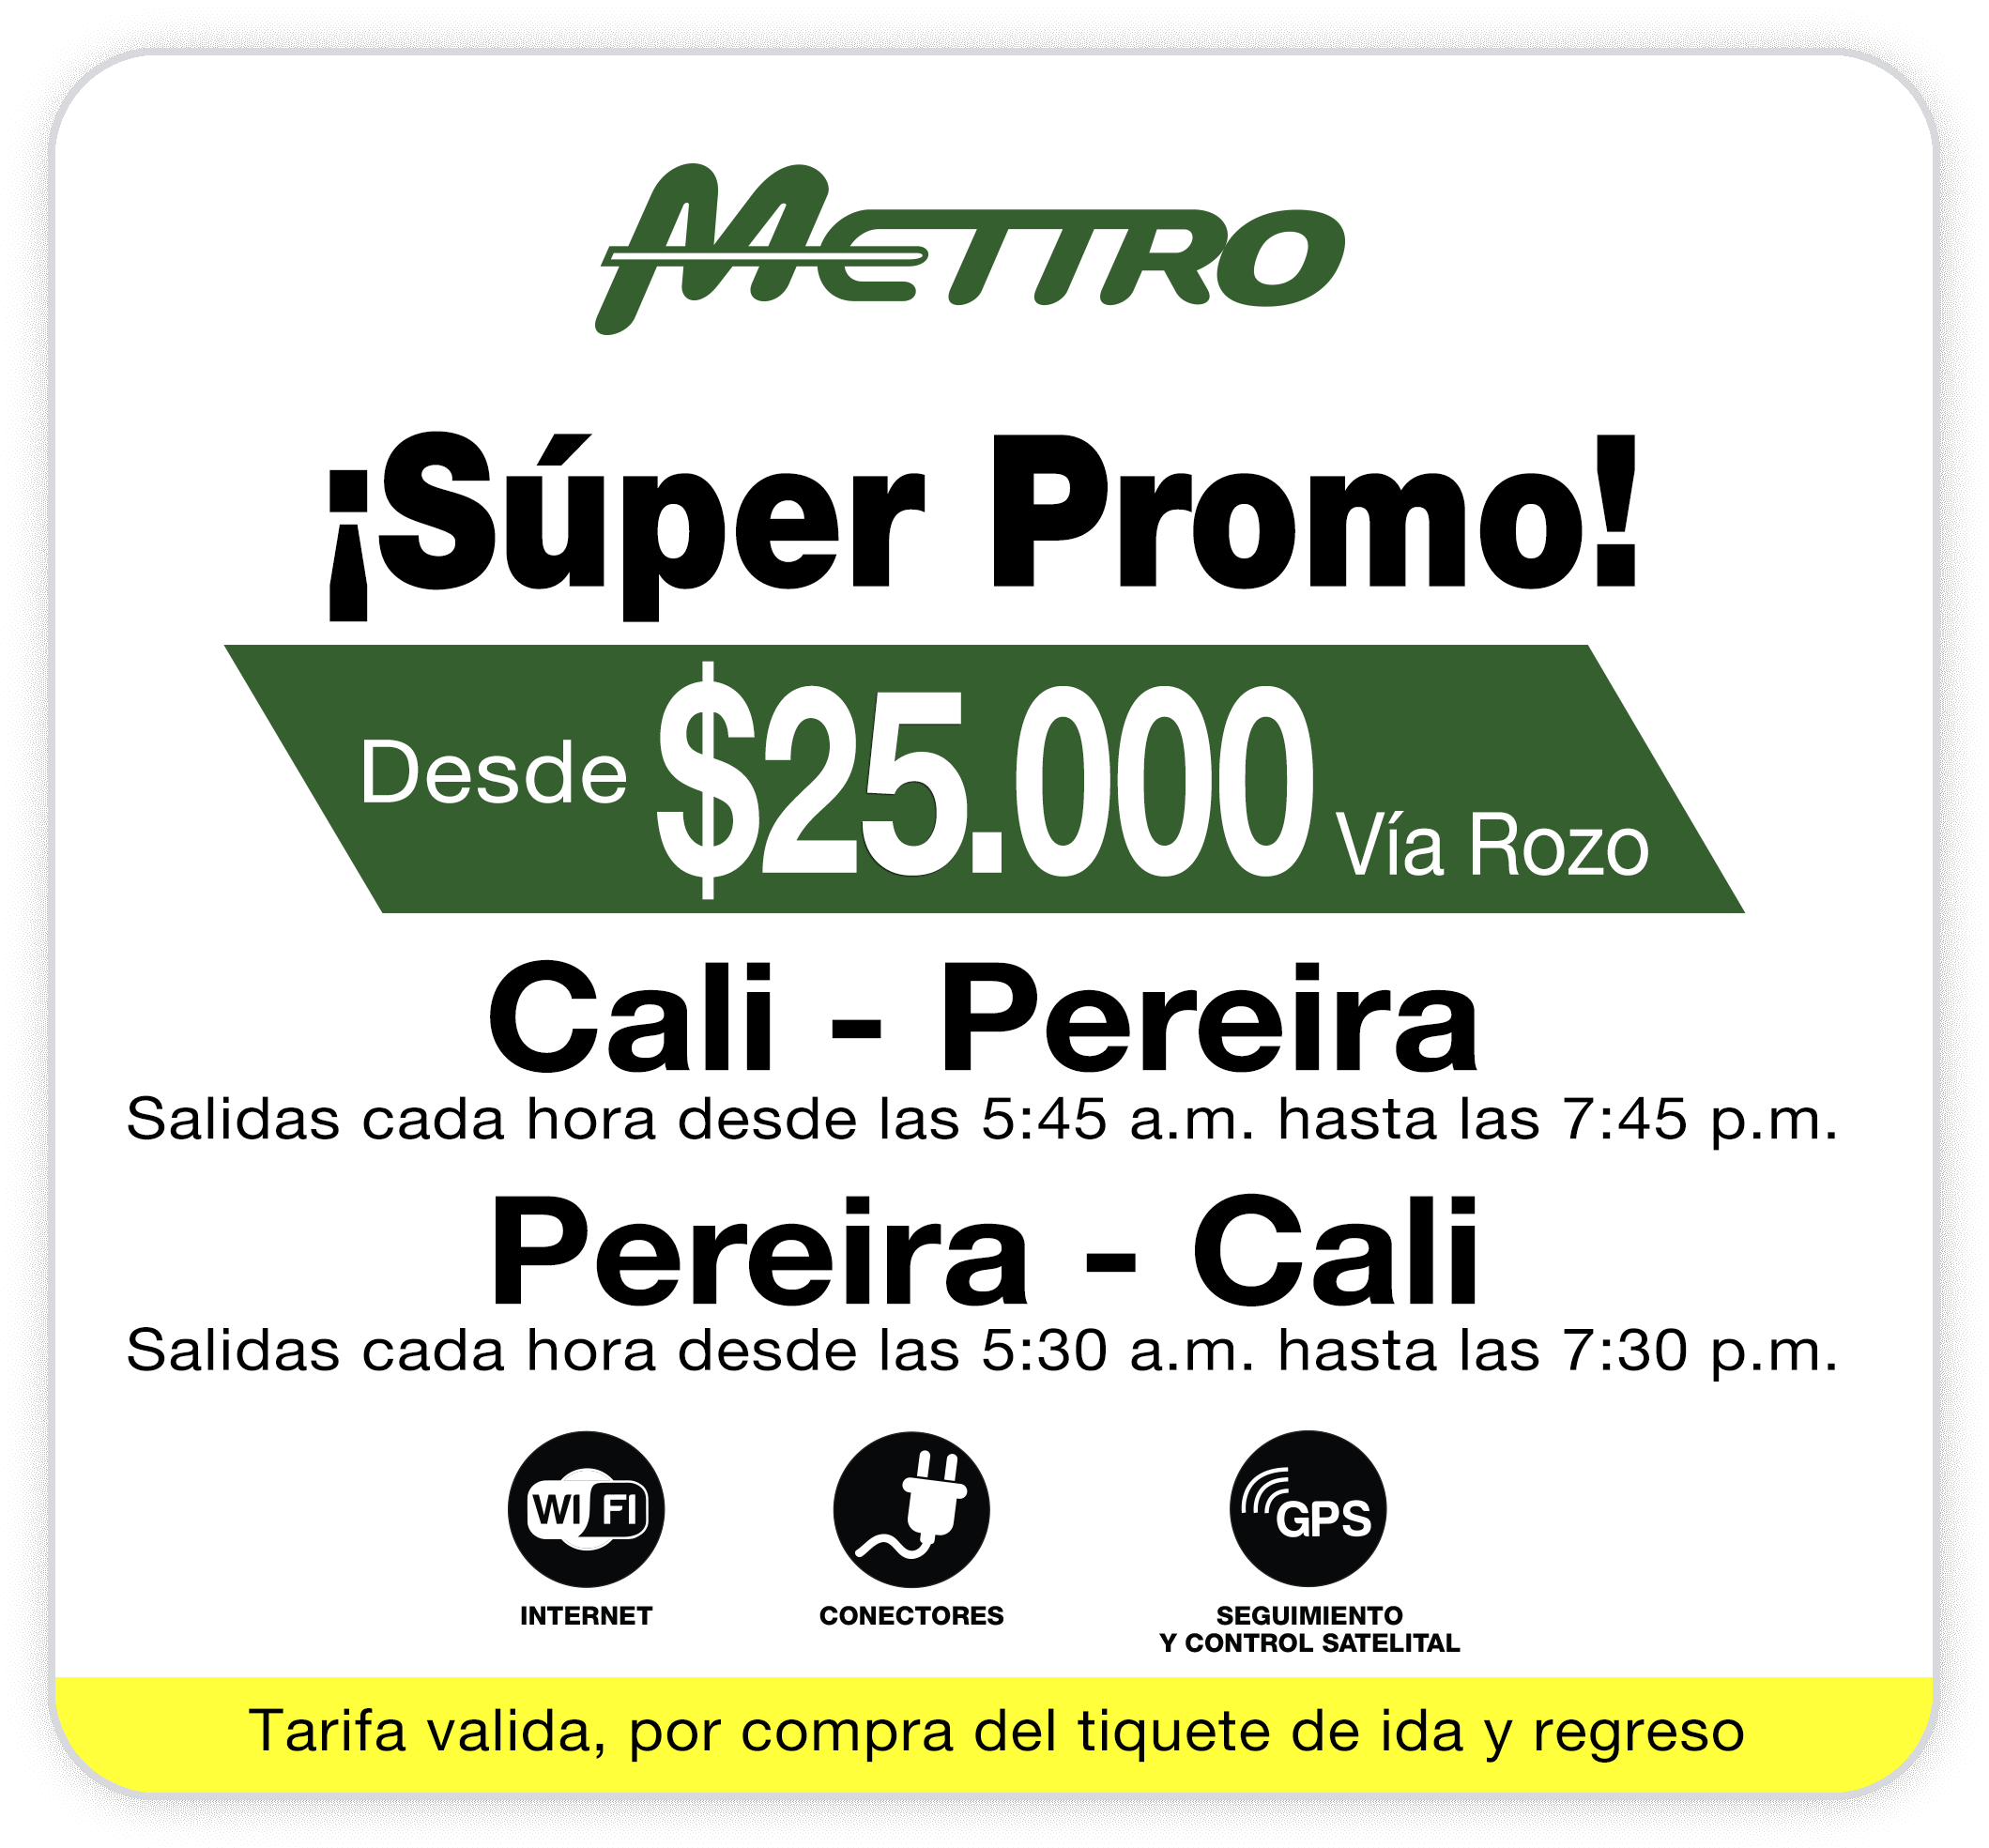 METTRO
¡Súper Promo!
Desde $25.000 Vía Rozo
Cali - Pereira
Salidas cada hora desde las 5:45 a.m. hasta las 7:45 p.m.
Pereira - Cali
Salidas cada hora desde las 5:30 a.m. hasta las 7:30 p.m.
WI FI
GPS
INTERNET
CONECTORES
SEGUIMIENTO
Y CONTROL SATELITAL
Tarifa valida, por compra del tiquete de ida y regreso